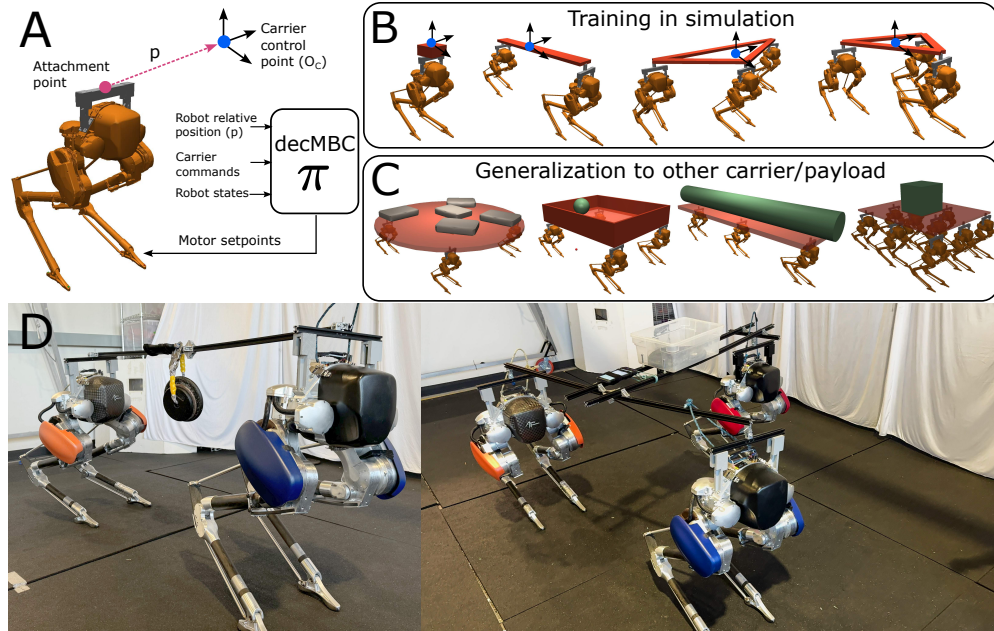 A
p
Carrier
control
point (O_C)
Attachment
point
Robot relative
position (p)
Carrier
commands
Robot states
decMBC
π
Motor setpoints
B
Training in simulation
C
Generalization to other carrier/payload
D